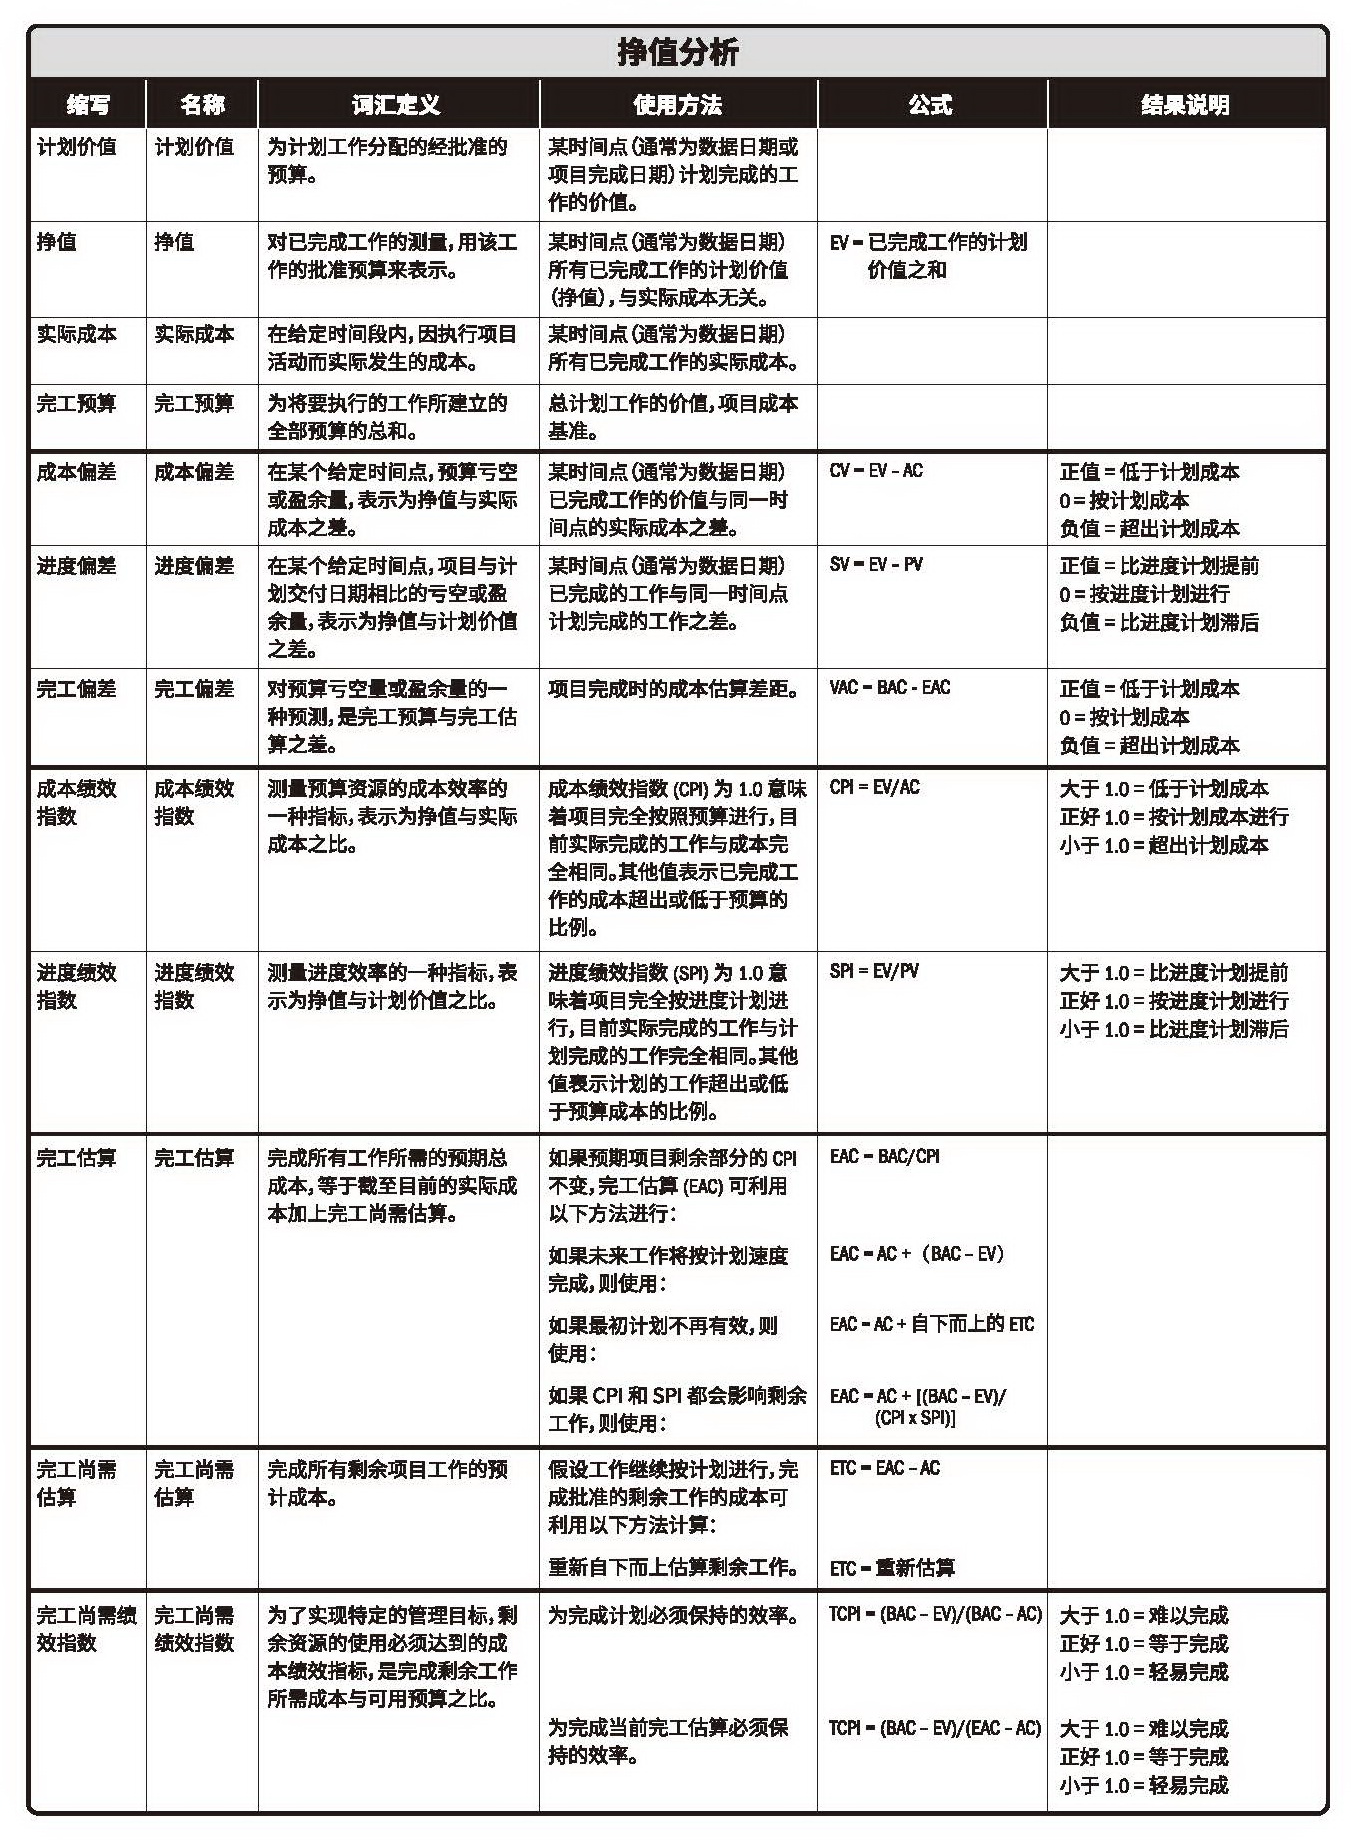 挣值分析
缩写 名称 词汇定义 使用方法 公式 结果说明
计划价值
计划价值
为计划工作分配的经批准的
预算。
某时间点(通常为数据日期或
项目完成日期)计划完成的工
作的价值。
挣值
挣值
对已完成工作的测量,用该工
作的批准预算来表示。
某时间点(通常为数据日期)
所有已完成工作的计划价值
(挣值),与实际成本无关。
EV = 已完成工作的计划
价值之和
实际成本
实际成本
在给定时间段内,因执行项目
活动而实际发生的成本。
某时间点(通常为数据日期)
所有已完成工作的实际成本。
完工预算
完工预算
为将要执行的工作所建立的
全部预算的总和。
总计划工作的价值,项目成本
基准。
成本偏差
成本偏差
在某个给定时间点,预算亏空
或盈余量,表示为挣值与实际
成本之差。
某时间点(通常为数据日期)
已完成工作的价值与同一时
间点的实际成本之差。
CV = EV – AC
正值 = 低于计划成本
0 = 按计划成本
负值 = 超出计划成本
进度偏差
进度偏差
在某个给定时间点,项目与计
划交付日期相比的亏空或盈
余量,表示为挣值与计划价值
之差。
某时间点(通常为数据日期)
已完成的工作与同一时间点
计划完成的工作之差。
SV = EV – PV
正值 = 比进度计划提前
0 = 按进度计划进行
负值 = 比进度计划滞后
完工偏差
完工偏差
对预算亏空量或盈余量的一
种预测,是完工预算与完工估
算之差。
项目完成时的成本估算差距。
VAC = BAC - EAC
正值 = 低于计划成本
0 = 按计划成本
负值 = 超出计划成本
成本绩效
指数
成本绩效
指数
测量预算资源的成本效率的
一种指标,表示为挣值与实际
成本之比。
成本绩效指数 (CPI) 为 1.0 意味
着项目完全按照预算进行,目
前实际完成的工作与成本完
全相同。其他值表示已完成工
作的成本超出或低于预算的
比例。
CPI = EV/AC
大于 1.0 = 低于计划成本
正好 1.0 = 按计划成本进行
小于 1.0 = 超出计划成本
进度绩效
指数
进度绩效
指数
测量进度效率的一种指标,表
示为挣值与计划价值之比。
进度绩效指数 (SPI) 为 1.0 意
味着项目完全按进度计划进
行,目前实际完成的工作与计
划完成的工作完全相同。其他
值表示计划的工作超出或低
于预算成本的比例。
SPI = EV/PV
大于 1.0 = 比进度计划提前
正好 1.0 = 按进度计划进行
小于 1.0 = 比进度计划滞后
完工估算
完工估算
完成所有工作所需的预期总
成本,等于截至目前的实际成
本加上完工尚需估算。
如果预期项目剩余部分的 CPI
不变,完工估算 (EAC) 可利用
以下方法进行:
EAC = BAC/CPI
如果未来工作将按计划速度
完成,则使用:
EAC = AC + (BAC – EV)
如果最初计划不再有效,则
使用:
EAC = AC + 自下而上的 ETC
如果 CPI 和 SPI 都会影响剩余
工作,则使用:
EAC = AC + [(BAC – EV)/
(CPI x SPI)]
完工尚需
估算
完工尚需
估算
完成所有剩余项目工作的预
计成本。
假设工作继续按计划进行,完
成批准的剩余工作的成本可
利用以下方法计算:
ETC = EAC – AC
重新自下而上估算剩余工作。
ETC = 重新估算
完工尚需绩
效指数
完工尚需
绩效指数
为了实现特定的管理目标,剩
余资源的使用必须达到的成
本绩效指标,是完成剩余工作
所需成本与可用预算之比。
为完成计划必须保持的效率。
TCPI = (BAC – EV)/(BAC – AC)
大于 1.0 = 难以完成
正好 1.0 = 等于完成
小于 1.0 = 轻易完成
为完成当前完工估算必须保
持的效率。
TCPI = (BAC – EV)/(EAC – AC)
大于 1.0 = 难以完成
正好 1.0 = 等于完成
小于 1.0 = 轻易完成